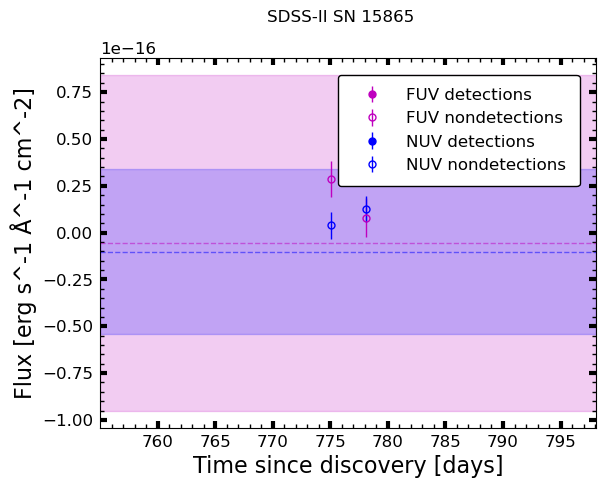 SDSS-II SN 15865
1e−16
FUV detections
FUV nondetections
NUV detections
NUV nondetections
0.75
0.50
0.25
0.00
−0.25
−0.50
−0.75
−1.00
Flux [erg s^-1 Å^-1 cm^-2]
760 765 770 775 780 785 790 795
Time since discovery [days]